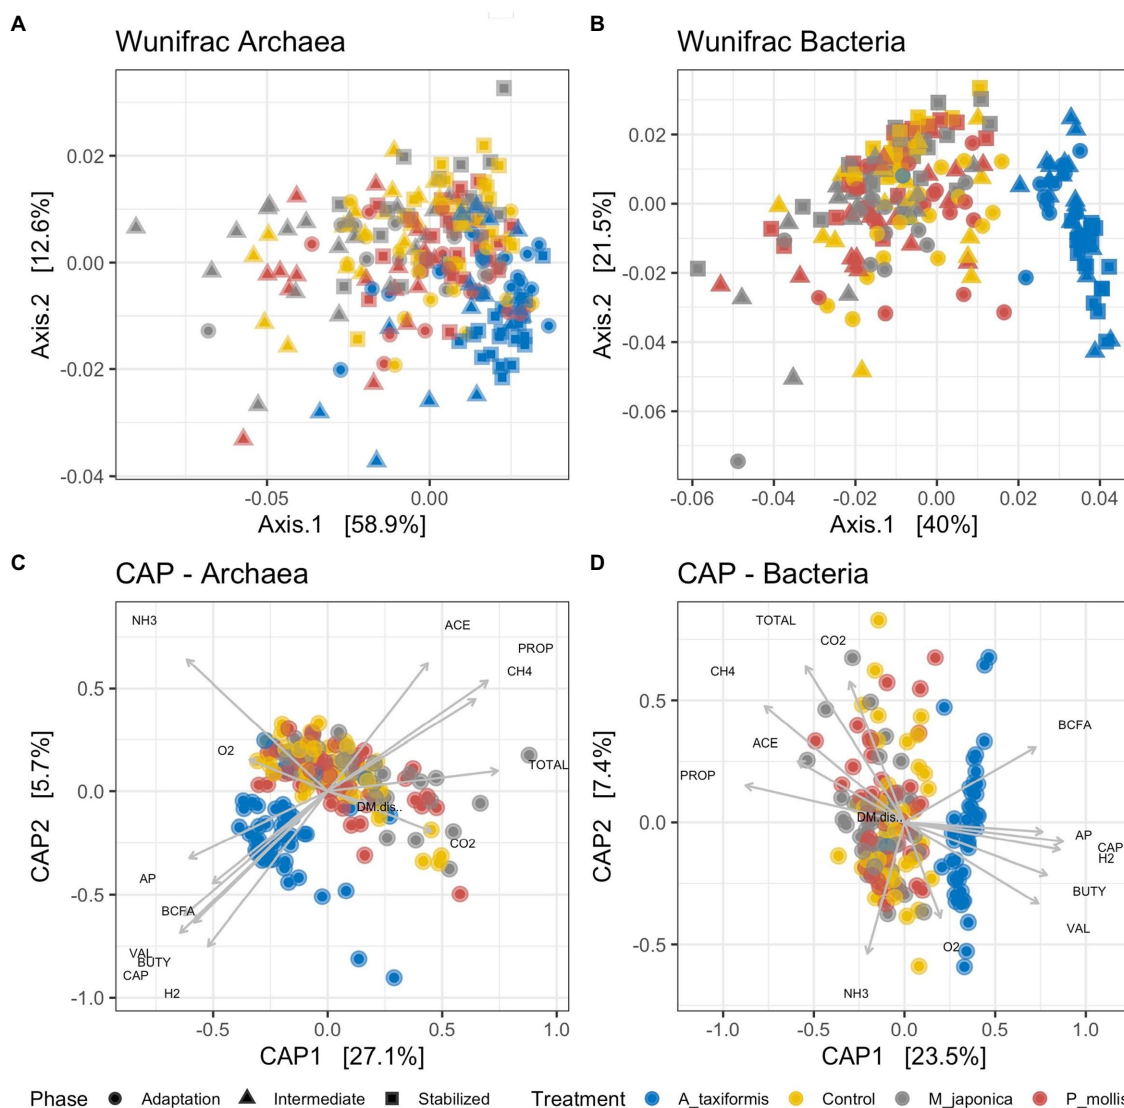 A
Wunifrac Archaea
0.02
0.00
-0.02
-0.04
Axis.2 [12.6%]
-0.05
0.00
Axis.1 [58.9%]
B
Wunifrac Bacteria
0.02
0.00
-0.02
-0.04
-0.06
Axis.2 [21.5%]
-0.06
-0.04
-0.02
0.00
0.02
0.04
Axis.1 [40%]
C
CAP - Archaea
NH3
ACE
PROP
CH4
O2
TOTAL
DM.dis..
CO2
AP
BCFA
VAL
BUTY
CAP
H2
0.5
0.0
-0.5
-1.0
CAP2 [5.7%]
-0.5
0.0
0.5
1.0
CAP1 [27.1%]
D
CAP - Bacteria
TOTAL
CO2
CH4
BCFA
ACE
PROP
DM.dis..
AP
CAP
H2
BUTY
VAL
O2
NH3
0.5
0.0
-0.5
CAP2 [7.4%]
-1.0
-0.5
0.0
0.5
1.0
CAP1 [23.5%]
Phase Adaptation Intermediate Stabilized Treatment A_taxiformis Control M_japonica P_mollis